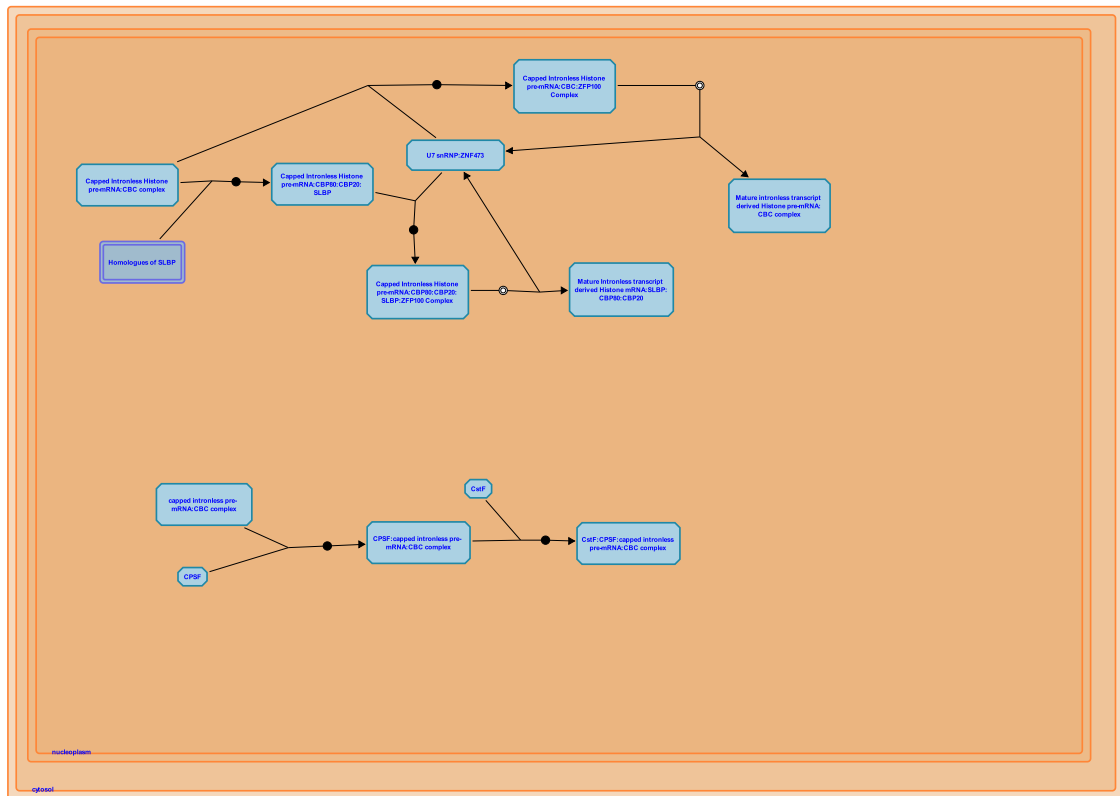 Capped Intronless Histone
pre-mRNA:CBC:ZFP100
Complex
U7 snRNP:ZNF473
Capped Intronless Histone
pre-mRNA:CBC complex
Capped Intronless Histone
pre-mRNA:CBP80:CBP20:
SLBP
Mature intronless transcript
derived Histone pre-mRNA:
CBC complex
Homologues of SLBP
Capped Intronless Histone
pre-mRNA:CBP80:CBP20:
SLBP:ZFP100 Complex
Mature Intronless transcript
derived Histone mRNA:SLBP:
CBP80:CBP20
capped intronless pre-
mRNA:CBC complex
CstF
CPSF:capped intronless pre-
mRNA:CBC complex
CstF:CPSF:capped intronless
pre-mRNA:CBC complex
CPSF
nucleoplasm
cytosol